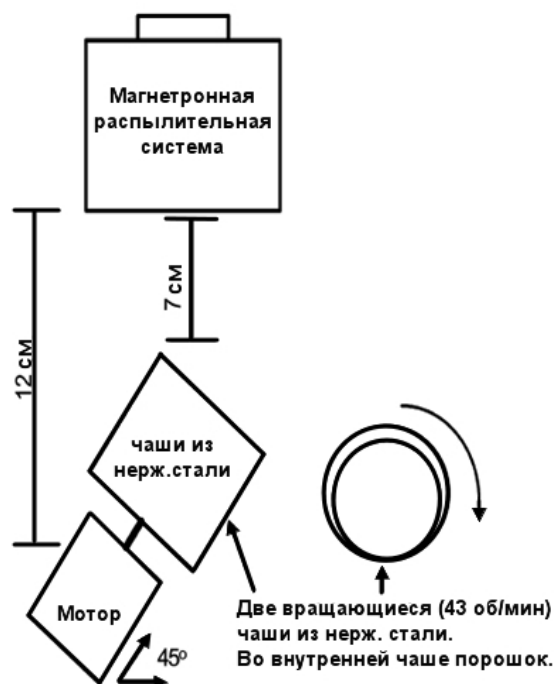 Магнетронная
распылительная
система
7 см
12 см
чаши из
нерж.стали
Мотор
45º
Две вращающиеся (43 об/мин)
чаши из нерж. стали.
Во внутренней чаше порошок.